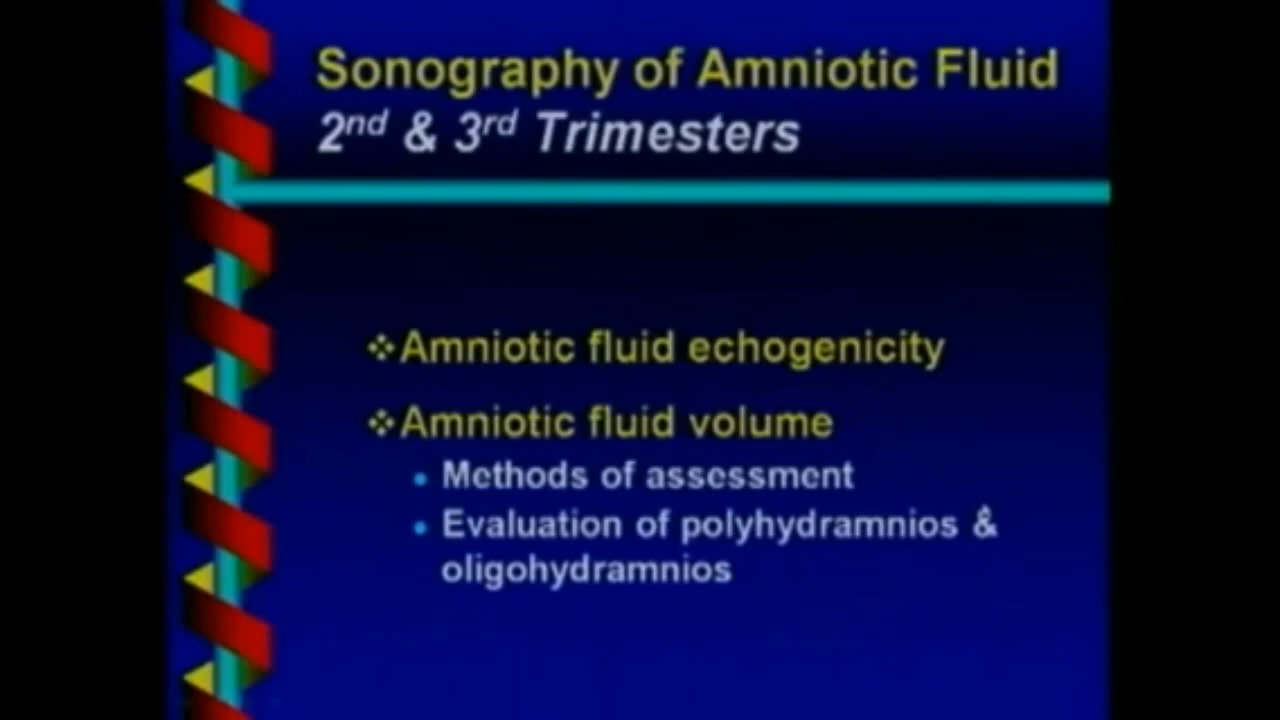 Sonography of Amniotic Fluid
2nd & 3rd Trimesters
❖Amniotic fluid echogenicity
❖Amniotic fluid volume
• Methods of assessment
• Evaluation of polyhydramnios &
oligohydramnios